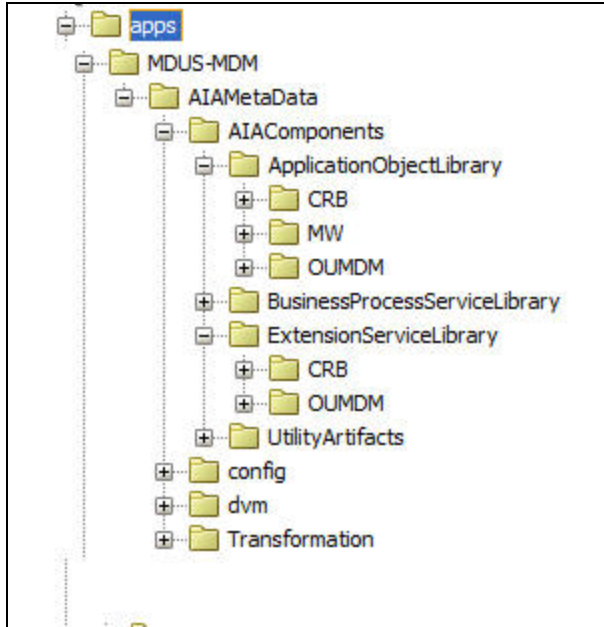 apps
MDUS-MDM
AIAMetaData
AIAComponents
ApplicationObjectLibrary
CRB
MW
OUMDM
BusinessProcessServiceLibrary
ExtensionServiceLibrary
CRB
OUMDM
UtilityArtifacts
config
dvm
Transformation